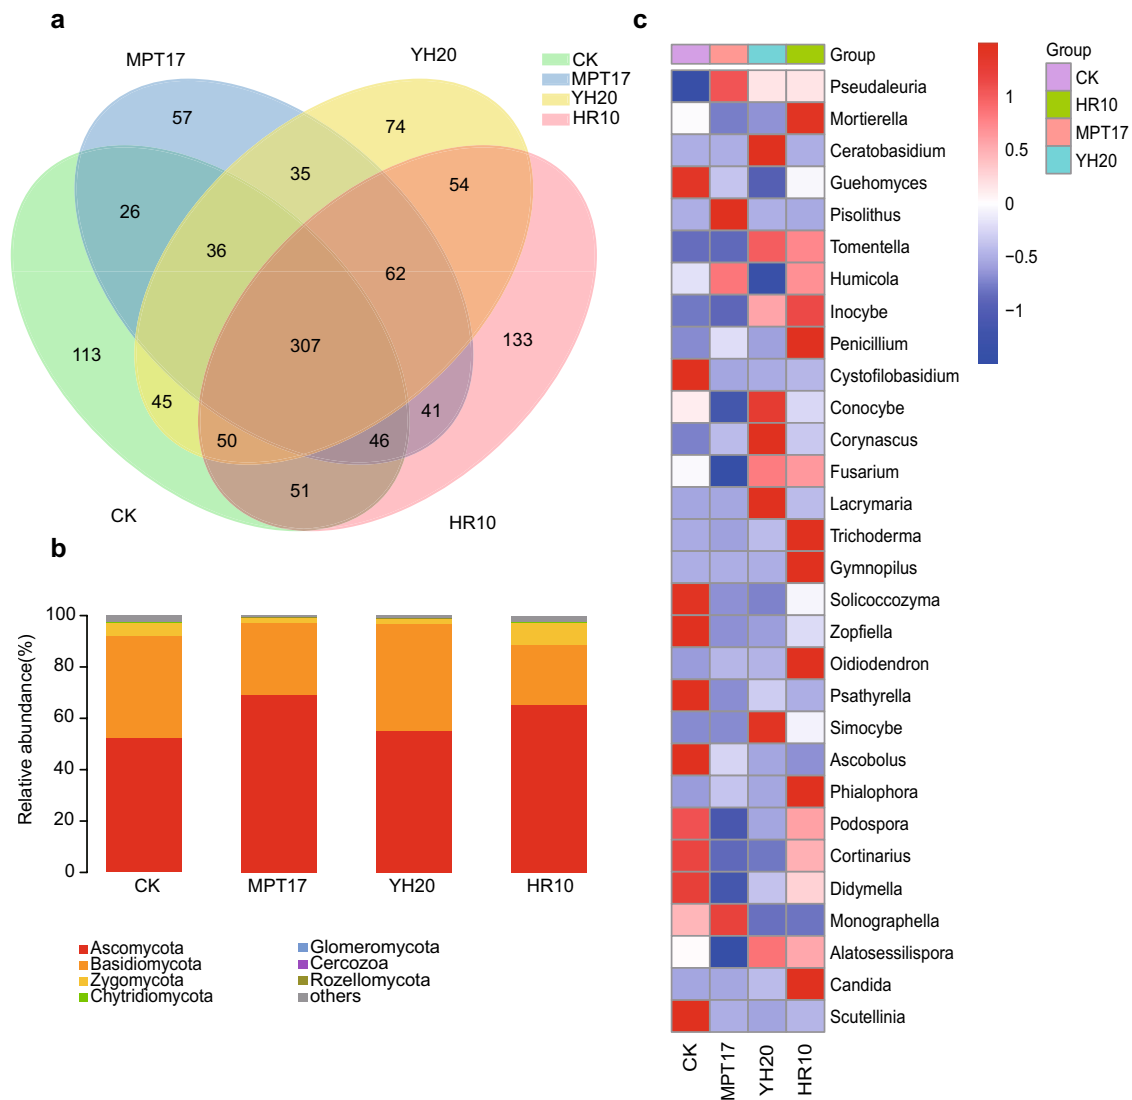 a
MPT17
YH20
CK
MPT17
YH20
HR10
57
74
35
54
26
36
62
113
307
133
45
41
50
46
51
CK
HR10
b
Relative abundance(%)
100
80
60
40
20
0
CK
MPT17
YH20
HR10
Ascomycota
Basidiomycota
Zygomycota
Chytridiomycota
Glomeromycota
Cercozoa
Rozellomycota
others
c
Group
Pseudaleuria
Mortierella
Ceratobasidium
Guehomyces
Pisolithus
Tomentella
Humicola
Inocybe
Penicillium
Cystofilobasidium
Conocybe
Corynascus
Fusarium
Lacrymaria
Trichoderma
Gymnopilus
Solicoccozyma
Zopfiella
Oidiodendron
Psathyrella
Simocybe
Ascobolus
Phialophora
Podospora
Cortinarius
Didymella
Monographella
Alatosessilispora
Candida
Scutellinia
CK
MPT17
YH20
HR10
1
0.5
0
−0.5
−1
Group
CK
HR10
MPT17
YH20